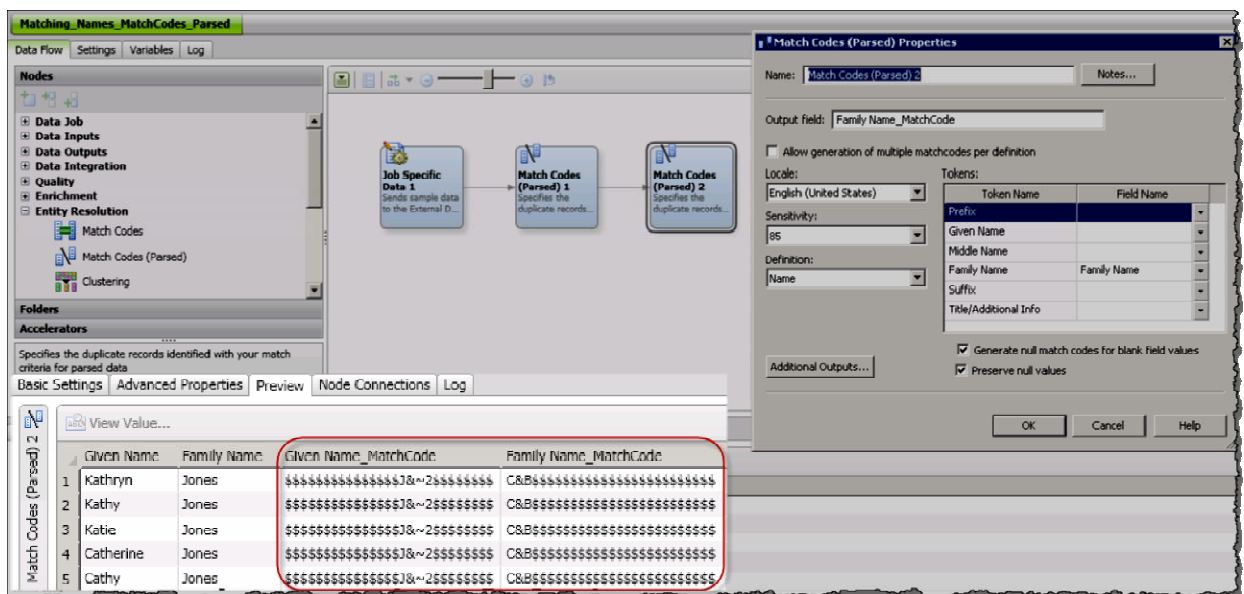 Matching_Names_MatchCodes_Parsed
Data Flow Settings Variables Log
Nodes
Data Job
Data Inputs
Data Outputs
Data Integration
Quality
Enrichment
Entity Resolution
Match Codes
Match Codes (Parsed)
Clustering
Folders
Accelerators
Specifies the duplicate records identified with your match
criteria for parsed data
Job Specific
Data 1
Sends sample data
to the External D...
Match Codes
(Parsed) 1
Specifies the
duplicate records...
Match Codes
(Parsed) 2
Specifies the
duplicate records...
Match Codes (Parsed) Properties
Name: Match Codes (Parsed) 2 Notes...
Output field: Family Name_MatchCode
Allow generation of multiple matchcodes per definition
Locale:
English (United States)
Sensitivity:
85
Definition:
Name
Additional Outputs...
Tokens:
Token Name Field Name
Prefix
Given Name
Middle Name
Family Name Family Name
Suffix
Title/Additional Info
Generate null match codes for blank field values
Preserve null values
OK Cancel Help
Basic Settings Advanced Properties Preview Node Connections Log
View Value...
Match Codes (Parsed) 2
Given Name Family Name Given Name_MatchCode Family Name_MatchCode
1 Kathryn Jones $$$$$$$$$$$$$$$J&~2$$$$$$$$ C&B$$$$$$$$$$$$$$$$$$$$$$$$
2 Kathy Jones $$$$$$$$$$$$$$$J&~2$$$$$$$$ C&B$$$$$$$$$$$$$$$$$$$$$$$$
3 Katie Jones $$$$$$$$$$$$$$$J&~2$$$$$$$$ C&B$$$$$$$$$$$$$$$$$$$$$$$$
4 Catherine Jones $$$$$$$$$$$$$$$J&~2$$$$$$$$ C&B$$$$$$$$$$$$$$$$$$$$$$$$
5 Cathy Jones $$$$$$$$$$$$$$$J&~2$$$$$$$$ C&B$$$$$$$$$$$$$$$$$$$$$$$$